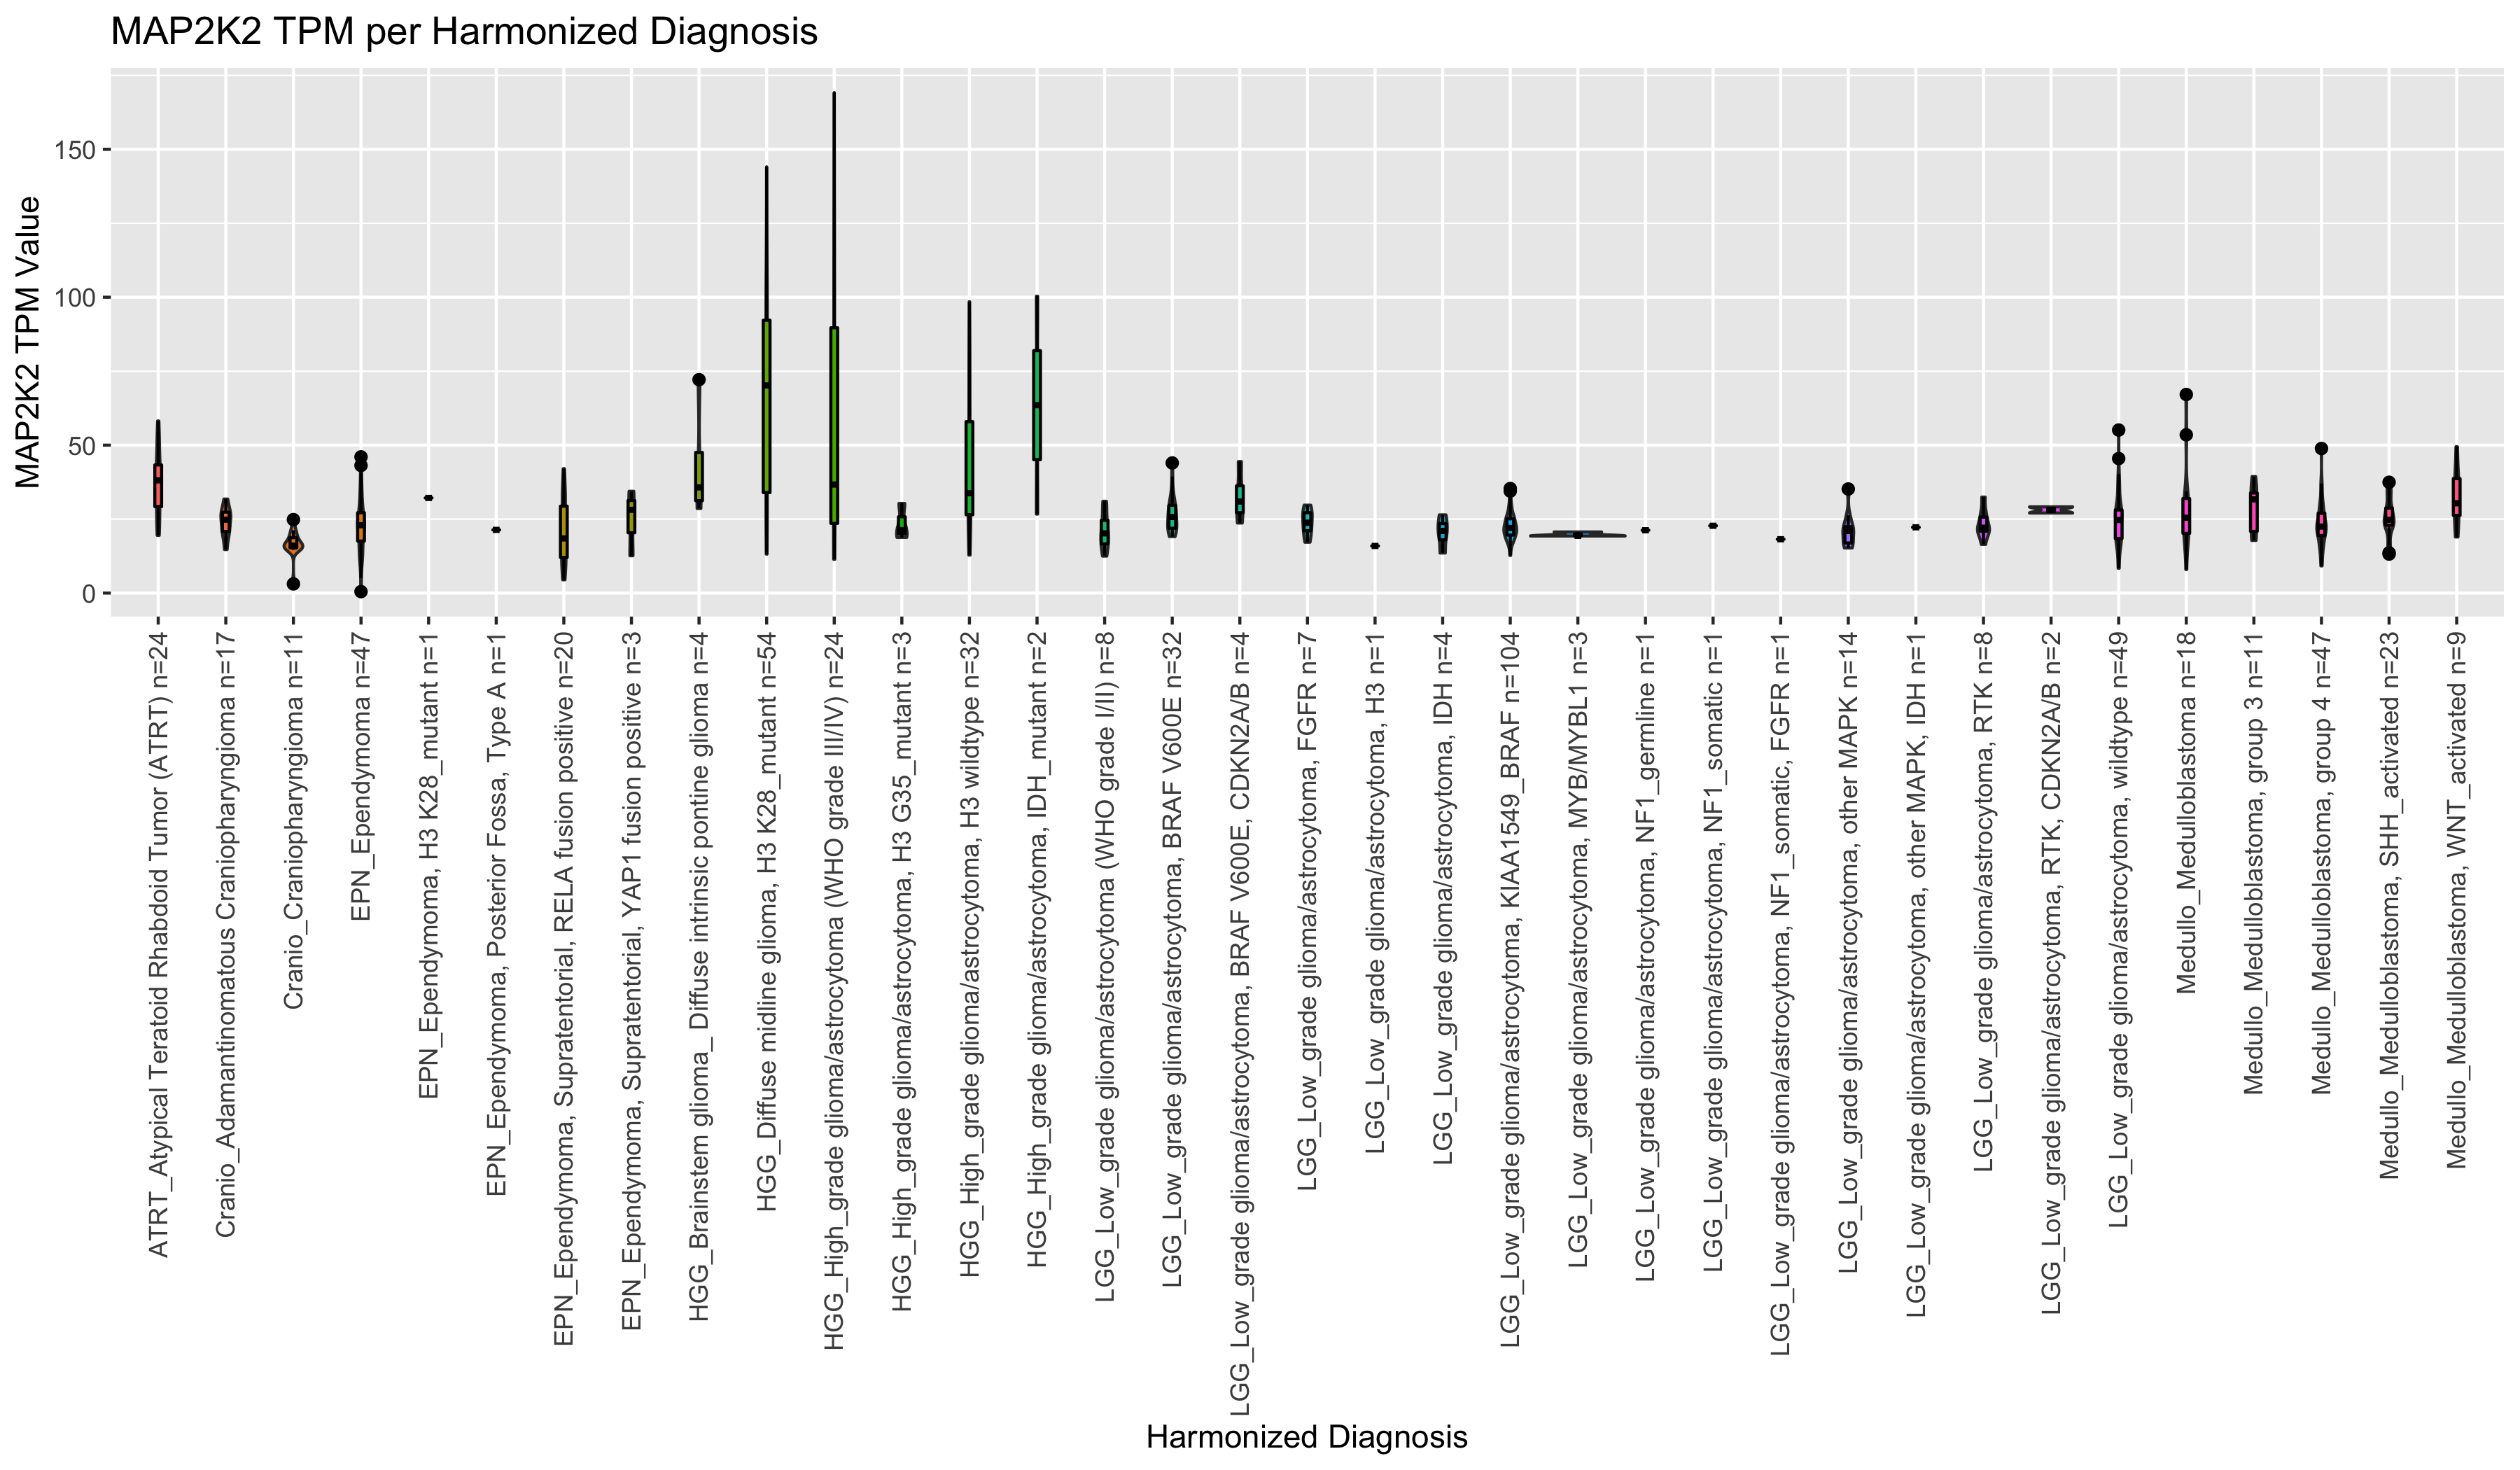 MAP2K2 TPM per Harmonized Diagnosis
MAP2K2 TPM Value
150
100
50
0
ATRT_Atypical Teratoid Rhabdoid Tumor (ATRT) n=24
Cranio_Adamantinomatous Craniopharyngioma n=17
Cranio_Craniopharyngioma n=11
EPN_Ependymoma n=47
EPN_Ependymoma, H3 K28_mutant n=1
EPN_Ependymoma, Posterior Fossa, Type A n=1
EPN_Ependymoma, Supratentorial, RELA fusion positive n=20
EPN_Ependymoma, Supratentorial, YAP1 fusion positive n=3
HGG_Brainstem glioma_ Diffuse intrinsic pontine glioma n=4
HGG_Diffuse midline glioma, H3 K28_mutant n=54
HGG_High_grade glioma/astrocytoma (WHO grade III/IV) n=24
HGG_High_grade glioma/astrocytoma, H3 G35_mutant n=3
HGG_High_grade glioma/astrocytoma, H3 wildtype n=32
HGG_High_grade glioma/astrocytoma, IDH_mutant n=2
LGG_Low_grade glioma/astrocytoma (WHO grade I/II) n=8
LGG_Low_grade glioma/astrocytoma, BRAF V600E n=32
LGG_Low_grade glioma/astrocytoma, BRAF V600E, CDKN2A/B n=4
LGG_Low_grade glioma/astrocytoma, FGFR n=7
LGG_Low_grade glioma/astrocytoma, H3 n=1
LGG_Low_grade glioma/astrocytoma, IDH n=4
LGG_Low_grade glioma/astrocytoma, KIAA1549_BRAF n=104
LGG_Low_grade glioma/astrocytoma, MYB/MYBL1 n=3
LGG_Low_grade glioma/astrocytoma, NF1_germline n=1
LGG_Low_grade glioma/astrocytoma, NF1_somatic n=1
LGG_Low_grade glioma/astrocytoma, NF1_somatic, FGFR n=1
LGG_Low_grade glioma/astrocytoma, other MAPK n=14
LGG_Low_grade glioma/astrocytoma, other MAPK, IDH n=1
LGG_Low_grade glioma/astrocytoma, RTK n=8
LGG_Low_grade glioma/astrocytoma, RTK, CDKN2A/B n=2
LGG_Low_grade glioma/astrocytoma, wildtype n=49
Medullo_Medulloblastoma n=18
Medullo_Medulloblastoma, group 3 n=11
Medullo_Medulloblastoma, group 4 n=47
Medullo_Medulloblastoma, SHH_activated n=23
Medullo_Medulloblastoma, WNT_activated n=9
Harmonized Diagnosis